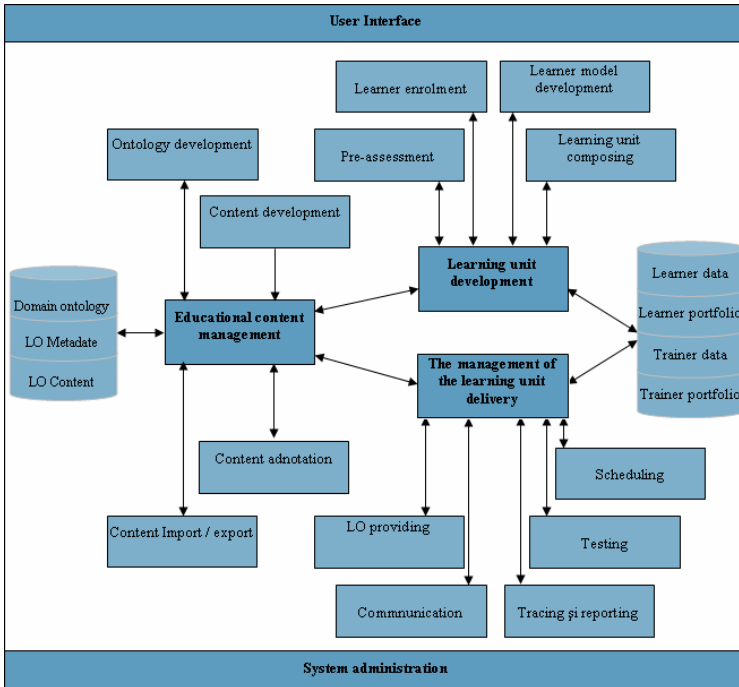 User Interface
Learner enrolment
Learner model
development
Ontology development
Pre-assessment
Learning unit
composing
Content development
Learning unit
development
Learner data
Learner portfolio
Trainer data
Trainer portfolio
Domain ontology
LO Metadate
LO Content
Educational content
management
The management of
the learning unit
delivery
Content adnotation
Scheduling
Content Import / export
LO providing
Testing
Commnunication
Tracing și reporting
System administration